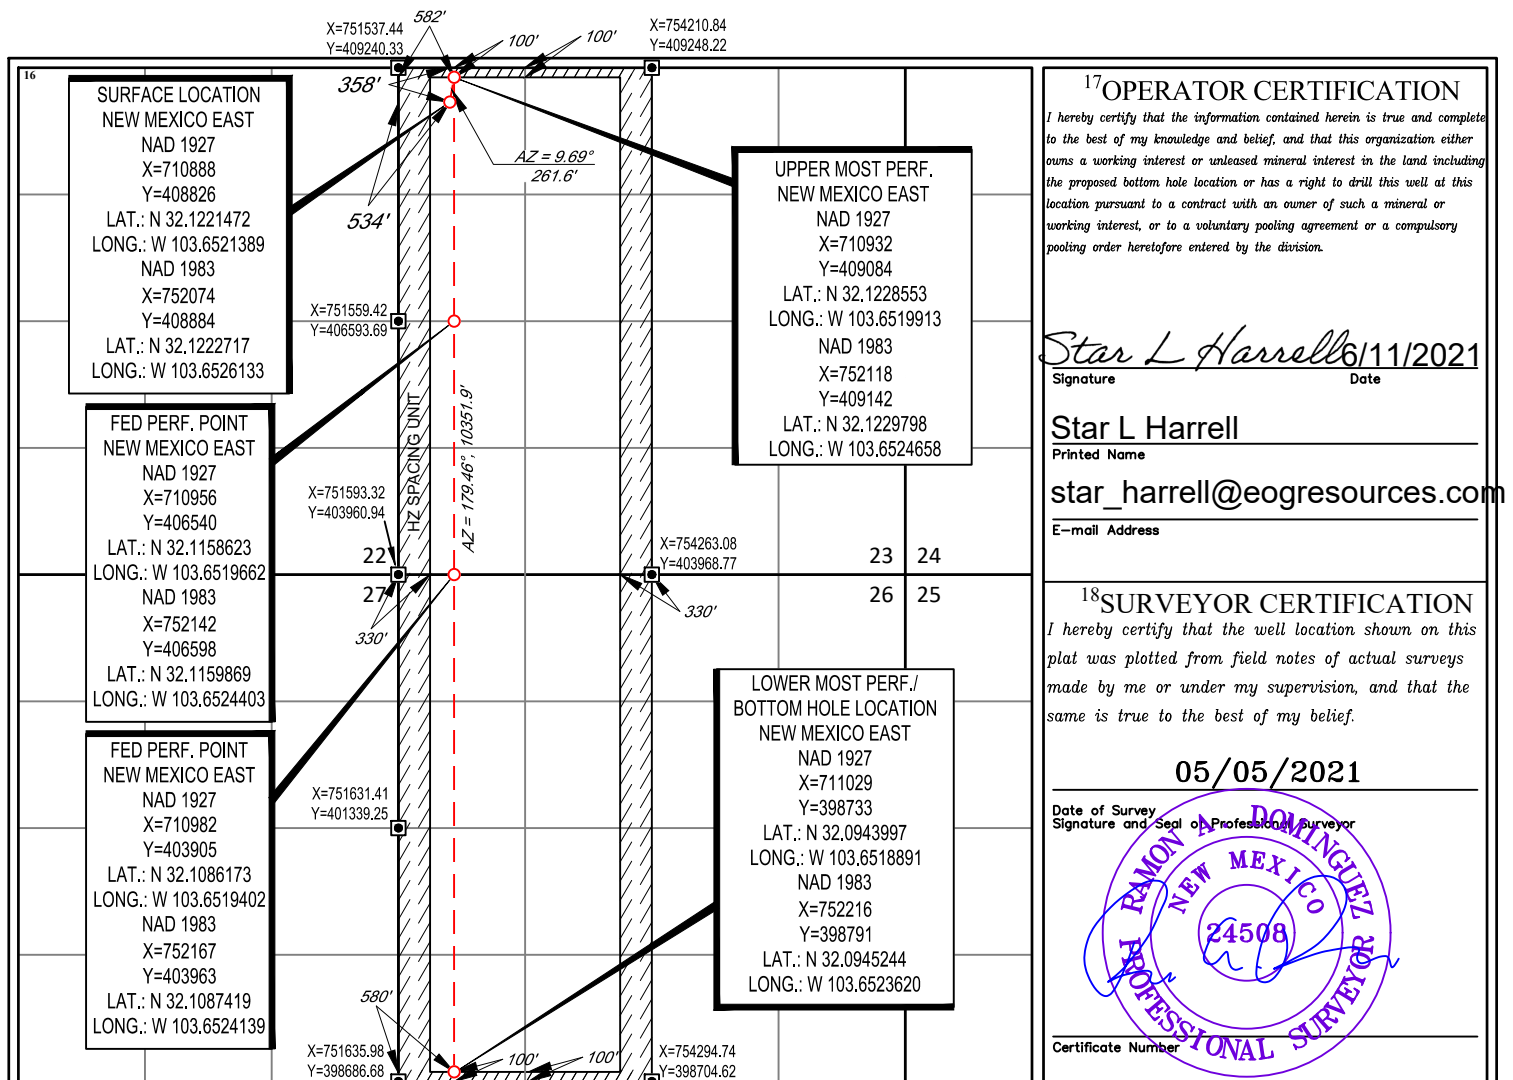 582'
X=751537.44
Y=409240.33
100'
100'
X=754210.84
Y=409248.22
16
358'
SURFACE LOCATION
NEW MEXICO EAST
NAD 1927
X=710888
Y=408826
LAT.: N 32.1221472
LONG.: W 103.6521389
NAD 1983
X=752074
Y=408884
LAT.: N 32.1222717
LONG.: W 103.6526133
AZ = 9.69°
261.6'
534'
UPPER MOST PERF.
NEW MEXICO EAST
NAD 1927
X=710932
Y=409084
LAT.: N 32.1228553
LONG.: W 103.6519913
NAD 1983
X=752118
Y=409142
LAT.: N 32.1229798
LONG.: W 103.6524658
X=751559.42
Y=406593.69
FED PERF. POINT
NEW MEXICO EAST
NAD 1927
X=710956
Y=406540
LAT.: N 32.1158623
LONG.: W 103.6519662
NAD 1983
X=752142
Y=406598
LAT.: N 32.1159869
LONG.: W 103.6524403
HZ SPACING UNIT
AZ = 179.46°, 10351.9'
X=751593.32
Y=403960.94
X=754263.08
Y=403968.77
22
23 24
27
26 25
330'
330'
FED PERF. POINT
NEW MEXICO EAST
NAD 1927
X=710982
Y=403905
LAT.: N 32.1086173
LONG.: W 103.6519402
NAD 1983
X=752167
Y=403963
LAT.: N 32.1087419
LONG.: W 103.6524139
X=751631.41
Y=401339.25
LOWER MOST PERF./
BOTTOM HOLE LOCATION
NEW MEXICO EAST
NAD 1927
X=711029
Y=398733
LAT.: N 32.0943997
LONG.: W 103.6518891
NAD 1983
X=752216
Y=398791
LAT.: N 32.0945244
LONG.: W 103.6523620
580'
X=751635.98
Y=398686.68
100'
100'
X=754294.74
Y=398704.62
17OPERATOR CERTIFICATION
I hereby certify that the information contained herein is true and complete
to the best of my knowledge and belief, and that this organization either
owns a working interest or unleased mineral interest in the land including
the proposed bottom hole location or has a right to drill this well at this
location pursuant to a contract with an owner of such a mineral or
working interest, or to a voluntary pooling agreement or a compulsory
pooling order heretofore entered by the division.
Star L Harrell 6/11/2021
Signature Date
Star L Harrell
Printed Name
star_harrell@eogresources.com
E-mail Address
18SURVEYOR CERTIFICATION
I hereby certify that the well location shown on this
plat was plotted from field notes of actual surveys
made by me or under my supervision, and that the
same is true to the best of my belief.
05/05/2021
Date of Survey
Signature and Seal of Professional Surveyor
RAMON A. DOMINGUEZ
NEW MEXICO
24508
PROFESSIONAL SURVEYOR
Certificate Number